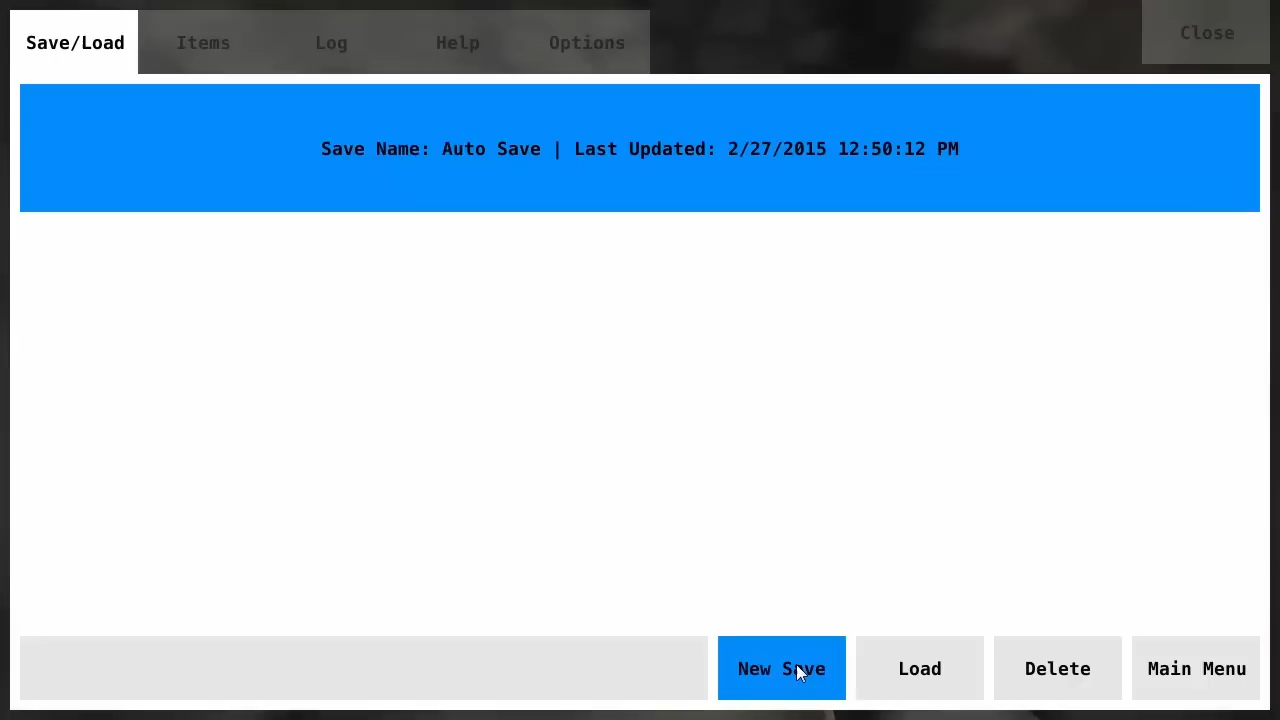 Save/Load Items Log Help Options Close
Save Name: Auto Save | Last Updated: 2/27/2015 12:50:12 PM
New Save Load Delete Main Menu